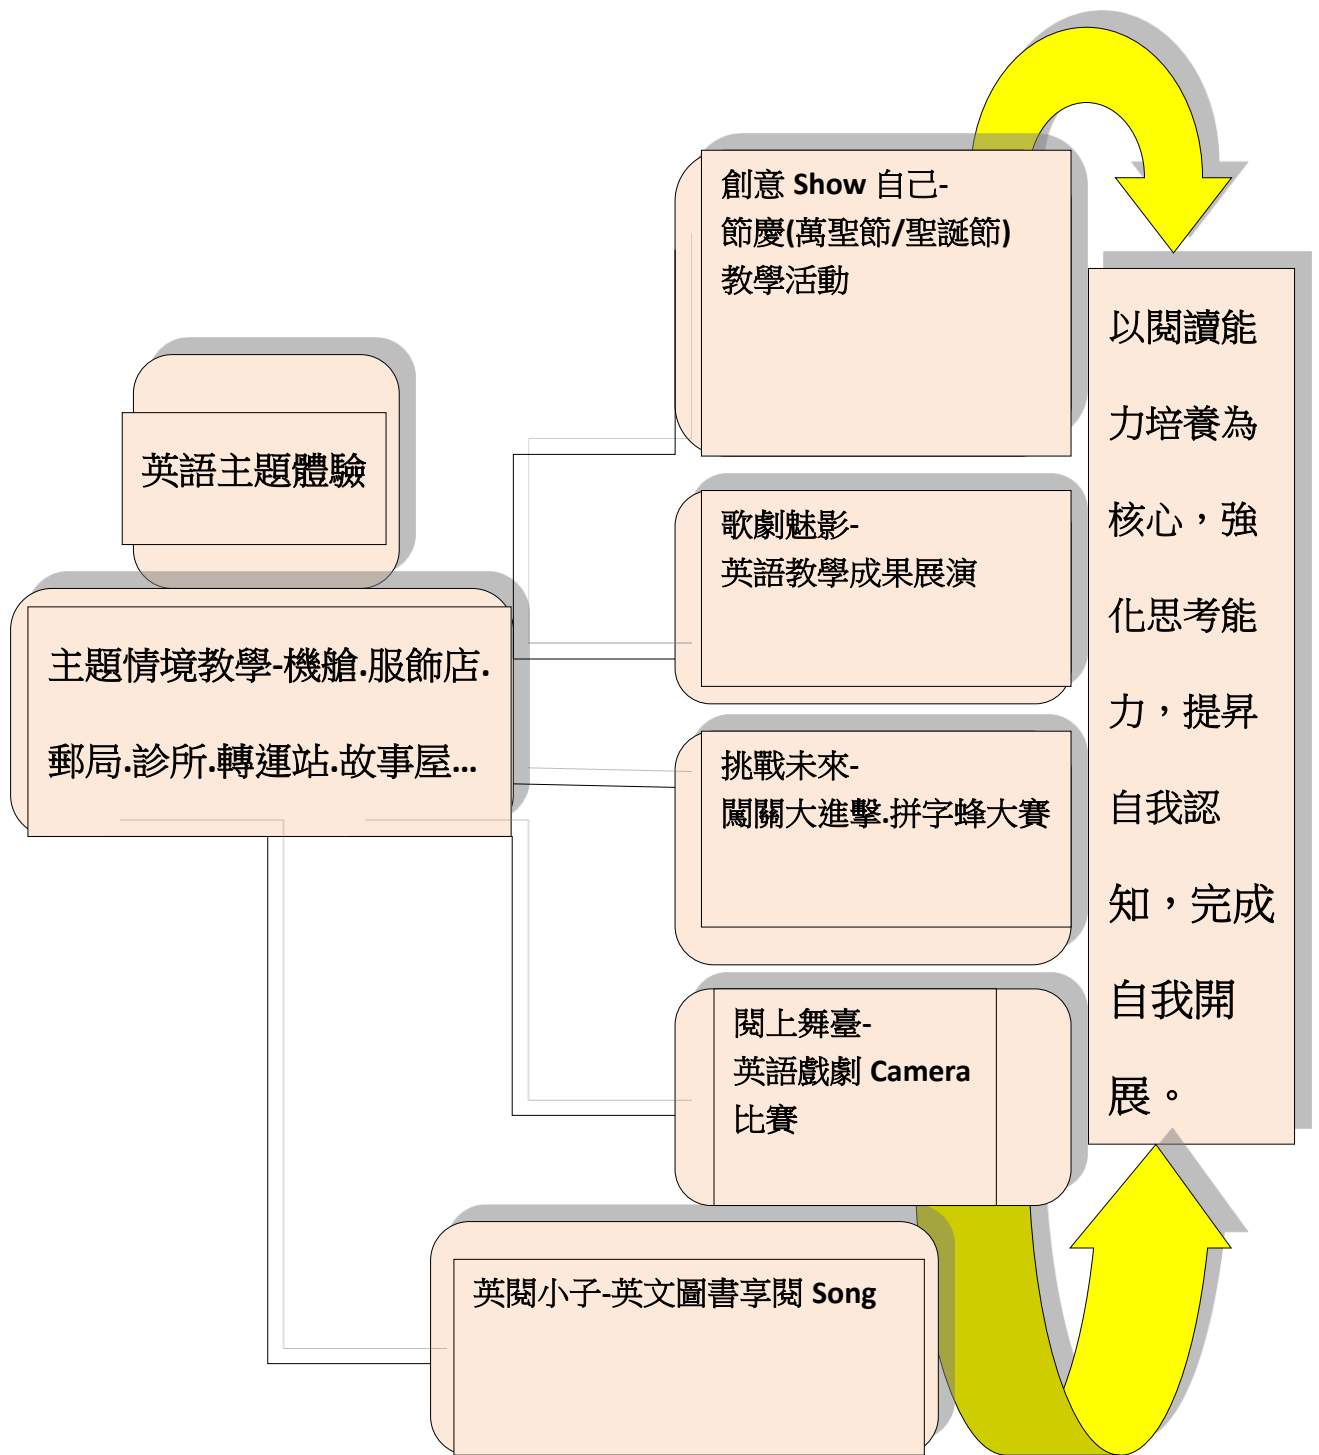 英語主題體驗
主題情境教學-機艙.服飾店.
郵局.診所.轉運站.故事屋...
創意 Show 自己-
節慶(萬聖節/聖誕節)
教學活動
歌劇魅影-
英語教學成果展演
挑戰未來-
闖關大進擊.拼字蜂大賽
閱上舞臺-
英語戲劇 Camera
比賽
英閱小子-英文圖書享閱 Song
以閱讀能
力培養為
核心，強
化思考能
力，提昇
自我認
知，完成
自我開
展。